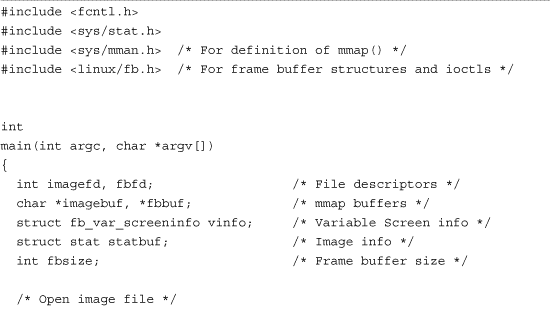 #include <fcntl.h>
#include <sys/stat.h>
#include <sys/mman.h>  /* For definition of mmap() */
#include <linux/fb.h>  /* For frame buffer structures and ioctls */
int
main(int argc, char *argv[])
{
  int imagefd, fbfd;                  /* File descriptors */
  char *imagebuf, *fbbuf;             /* mmap buffers */
  struct fb_var_screeninfo vinfo;     /* Variable Screen info */
  struct stat statbuf;                /* Image info */
  int fbsize;                         /* Frame buffer size */
  /* Open image file */